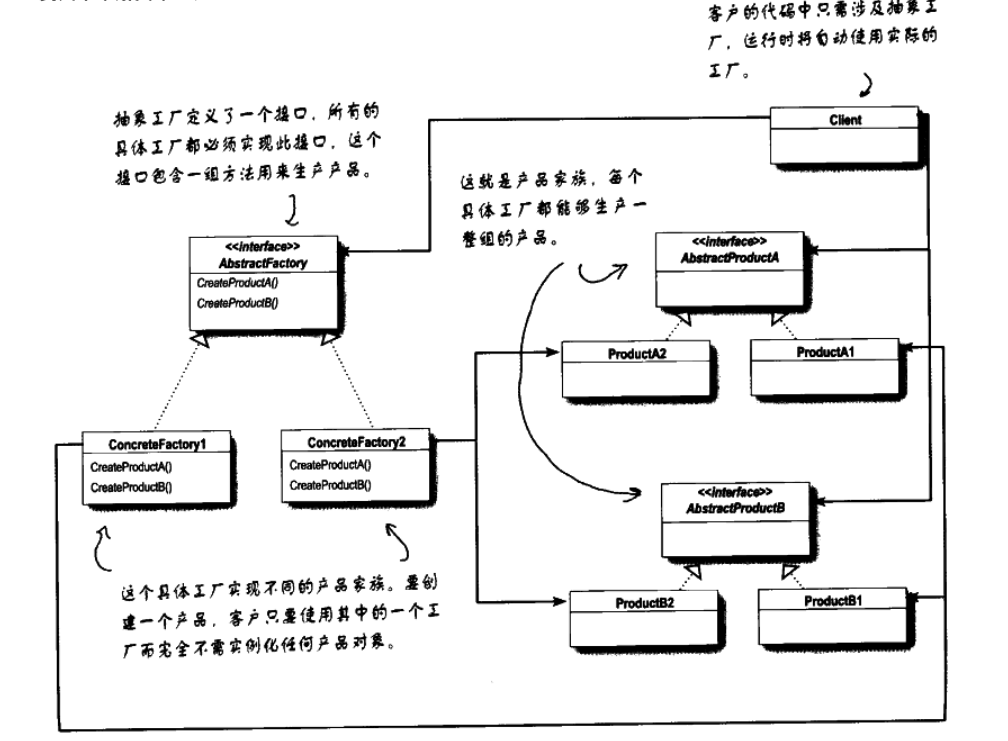 客户的代码中只需涉及抽象工
厂，运行时将自动使用实际的
工厂。
抽象工厂定义了一个接口，所有的
具体工厂都必须实现此接口，这个
接口包含一组方法用来生产产品。
Client
这就是产品家族，每个
具体工厂都能够生产一
整组的产品。
<<interface>>
AbstractFactory
CreateProductA()
CreateProductB()
<<interface>>
AbstractProductA
ProductA2
ProductA1
ConcreteFactory1
CreateProductA()
CreateProductB()
ConcreteFactory2
CreateProductA()
CreateProductB()
<<interface>>
AbstractProductB
ProductB2
ProductB1
这个具体工厂实现不同的产品家族。要创
建一个产品，客户只要使用其中的一个工
厂而完全不需实例化任何产品对象。